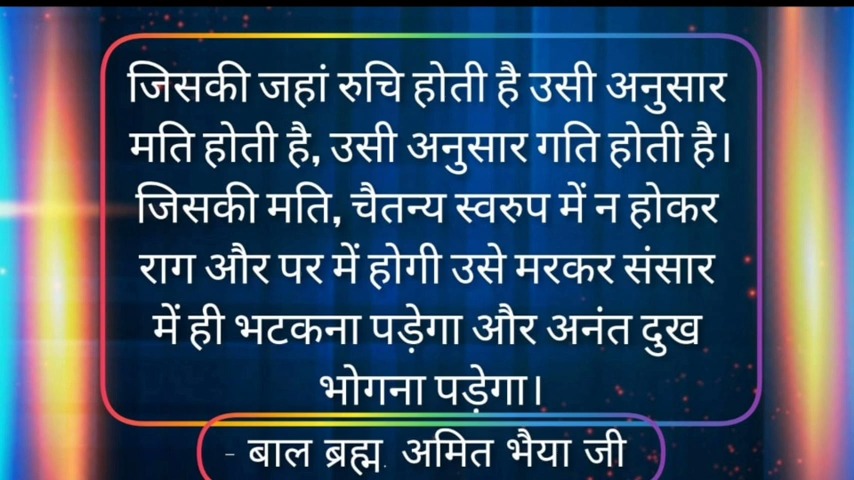 जिसकी जहां रुचि होती है उसी अनुसार
मति होती है, उसी अनुसार गति होती है।
जिसकी मति, चैतन्य स्वरुप में न होकर
राग और पर में होगी उसे मरकर संसार
में ही भटकना पड़ेगा और अनंत दुख
भोगना पड़ेगा।
- बाल ब्रह्म. अमित भैया जी